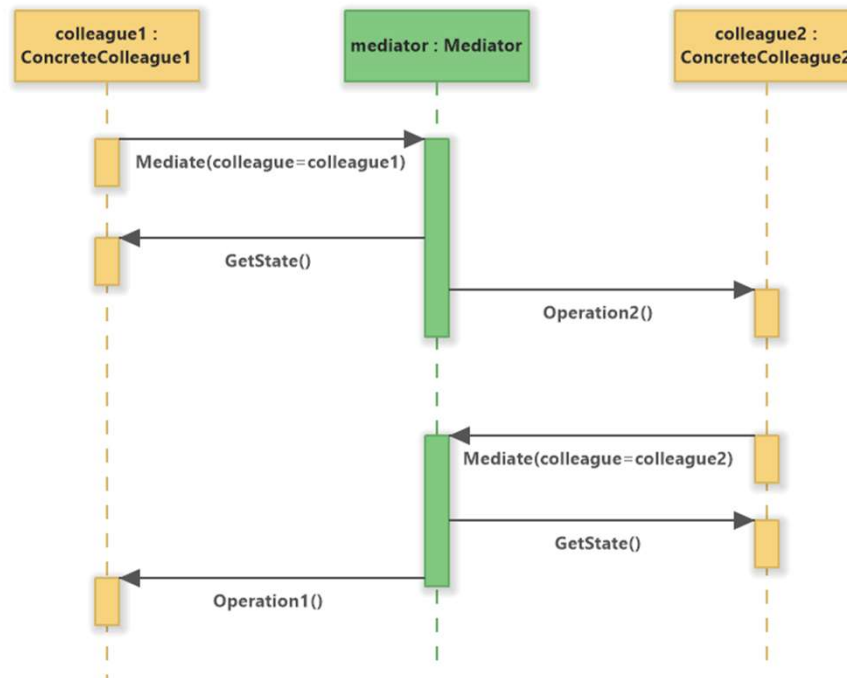 colleague1 :
ConcreteColleague1
mediator : Mediator
colleague2 :
ConcreteColleague2
Mediate(colleague=colleague1)
GetState()
Operation2()
Mediate(colleague=colleague2)
GetState()
Operation1()